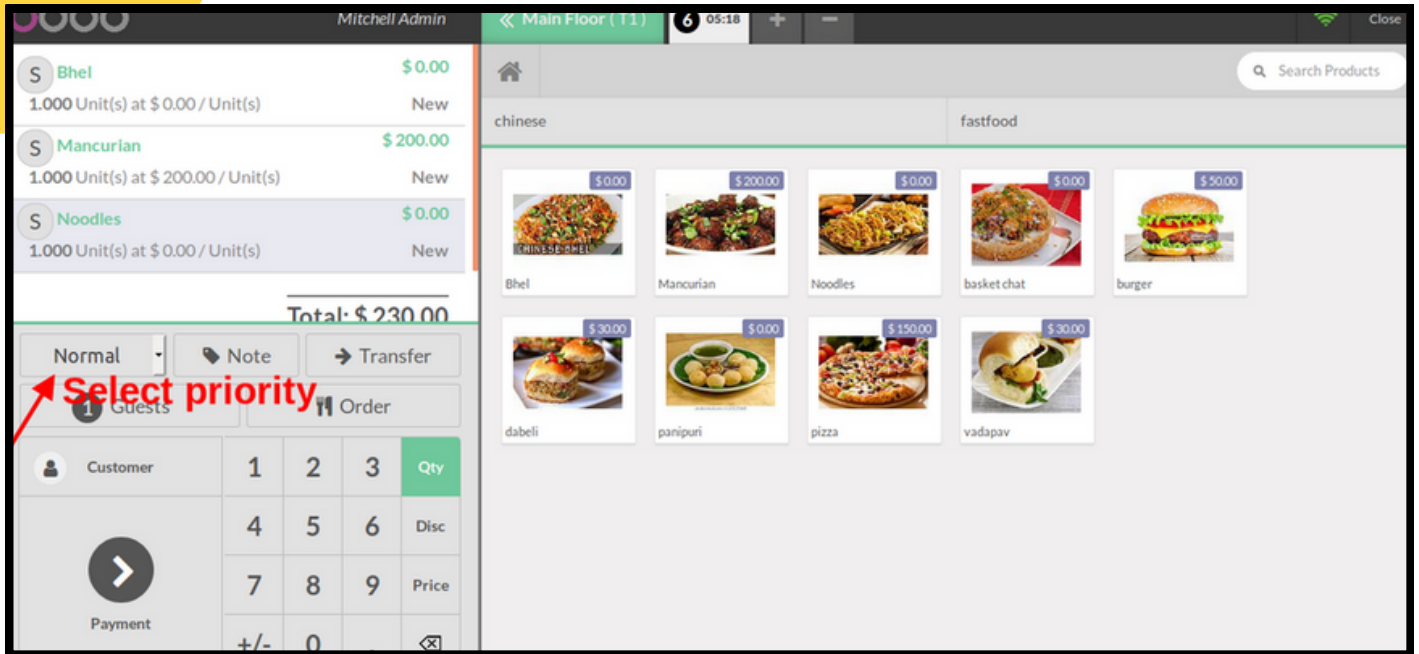 Mitchell Admin
Main Floor ( T1 )
6 05:18
+
−
Close
S Bhel $ 0.00
1.000 Unit(s) at $ 0.00 / Unit(s) New
S Mancurian $ 200.00
1.000 Unit(s) at $ 200.00 / Unit(s) New
S Noodles $ 0.00
1.000 Unit(s) at $ 0.00 / Unit(s) New
Total: $ 230.00
Normal
Note
Transfer
Select priority
1 Guests
Order
Customer
1 2 3 Qty
4 5 6 Disc
7 8 9 Price
+/- 0 .
Payment
Search Products
chinese
fastfood
$ 0.00
CHINESE BHEL
Bhel
$ 200.00
Mancurian
$ 0.00
Noodles
$ 0.00
basket chat
$ 50.00
burger
$ 30.00
dabeli
$ 0.00
panipuri
$ 150.00
pizza
$ 30.00
vadapav